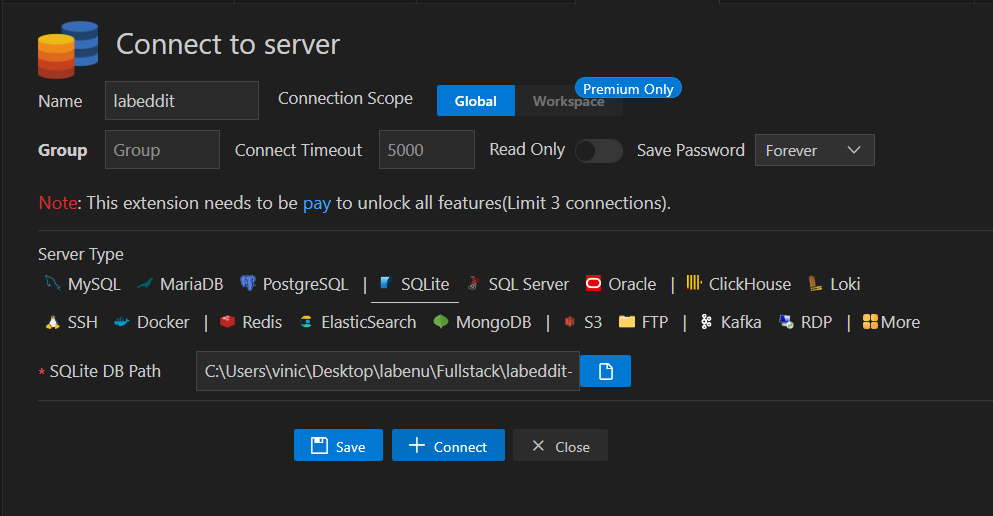 Connect to server
Name labeddit Connection Scope Global Workspace Premium Only
Group Group Connect Timeout 5000 Read Only Save Password Forever
Note: This extension needs to be pay to unlock all features(Limit 3 connections).
Server Type
MySQL MariaDB PostgreSQL | SQLite SQL Server Oracle | ClickHouse Loki
SSH Docker | Redis ElasticSearch MongoDB | S3 FTP | Kafka RDP | More
* SQLite DB Path C:\Users\vinic\Desktop\labenu\Fullstack\labeddit-
Save Connect Close